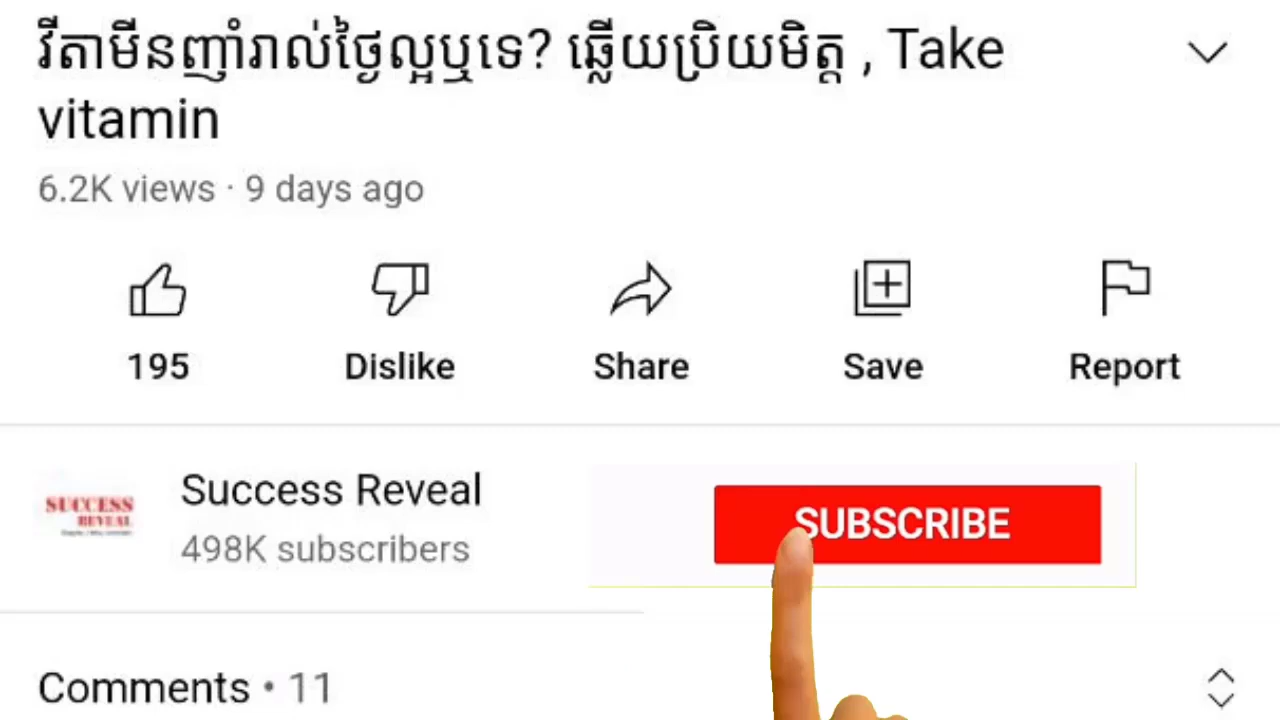 វីតាមីនញ៉ាំរាល់ថ្ងៃល្អឬទេ? ឆ្លើយប្រិយមិត្ត , Take
vitamin
6.2K views · 9 days ago
195 Dislike Share Save Report
SUCCESS
REVEAL
Success Reveal
498K subscribers
SUBSCRIBE
Comments • 11